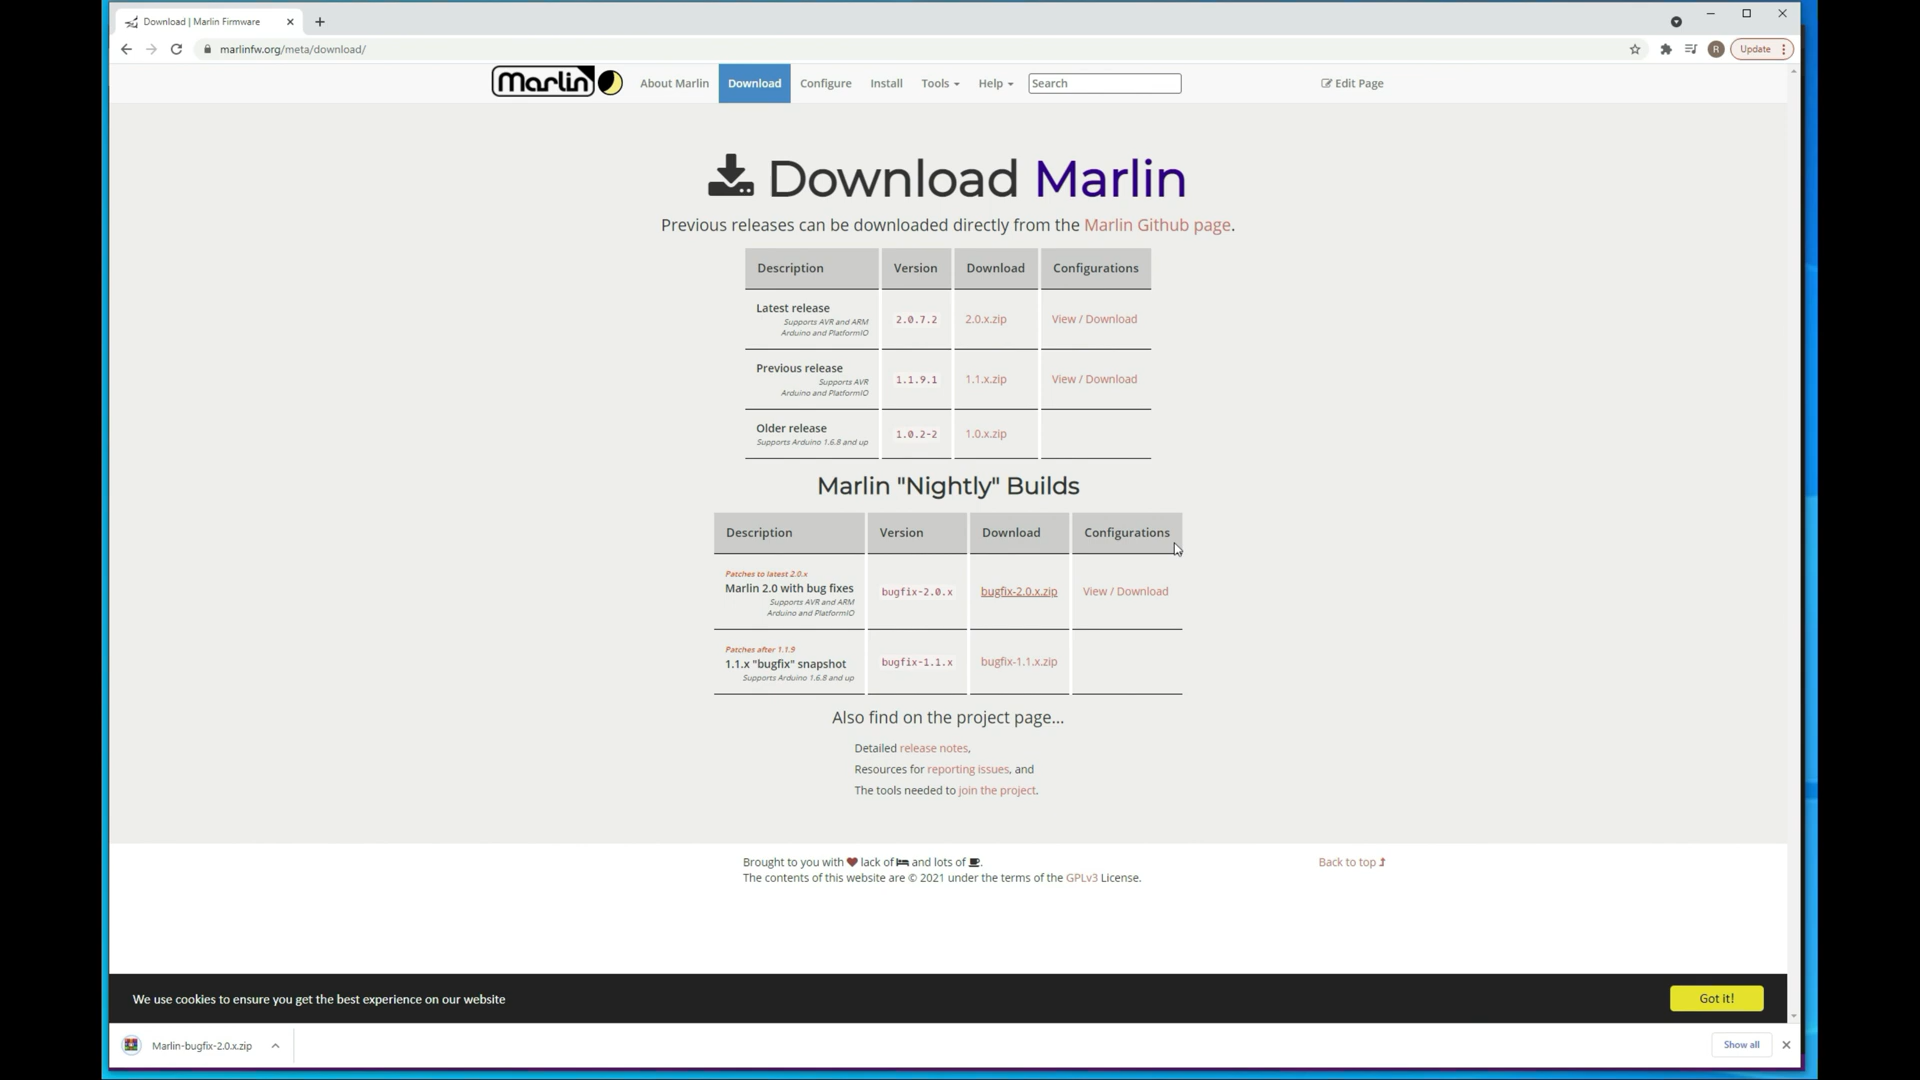 Download | Marlin Firmware
marlinfw.org/meta/download/
R
Update
Marlin
About Marlin
Download
Configure
Install
Tools
Help
Search
Edit Page
Download Marlin
Previous releases can be downloaded directly from the Marlin Github page.
Description Version Download Configurations
Latest release
Supports AVR and ARM
Arduino and PlatformIO
2.0.7.2 2.0.x.zip View / Download
Previous release
Supports AVR
Arduino and PlatformIO
1.1.9.1 1.1.x.zip View / Download
Older release
Supports Arduino 1.6.8 and up
1.0.2-2 1.0.x.zip
Marlin "Nightly" Builds
Description Version Download Configurations
Patches to latest 2.0.x
Marlin 2.0 with bug fixes
Supports AVR and ARM
Arduino and PlatformIO
bugfix-2.0.x bugfix-2.0.x.zip View / Download
Patches after 1.1.9
1.1.x "bugfix" snapshot
Supports Arduino 1.6.8 and up
bugfix-1.1.x bugfix-1.1.x.zip
Also find on the project page...
Detailed release notes,
Resources for reporting issues, and
The tools needed to join the project.
Brought to you with lack of and lots of .
The contents of this website are © 2021 under the terms of the GPLv3 License.
Back to top
We use cookies to ensure you get the best experience on our website
Got it!
Marlin-bugfix-2.0.x.zip
Show all